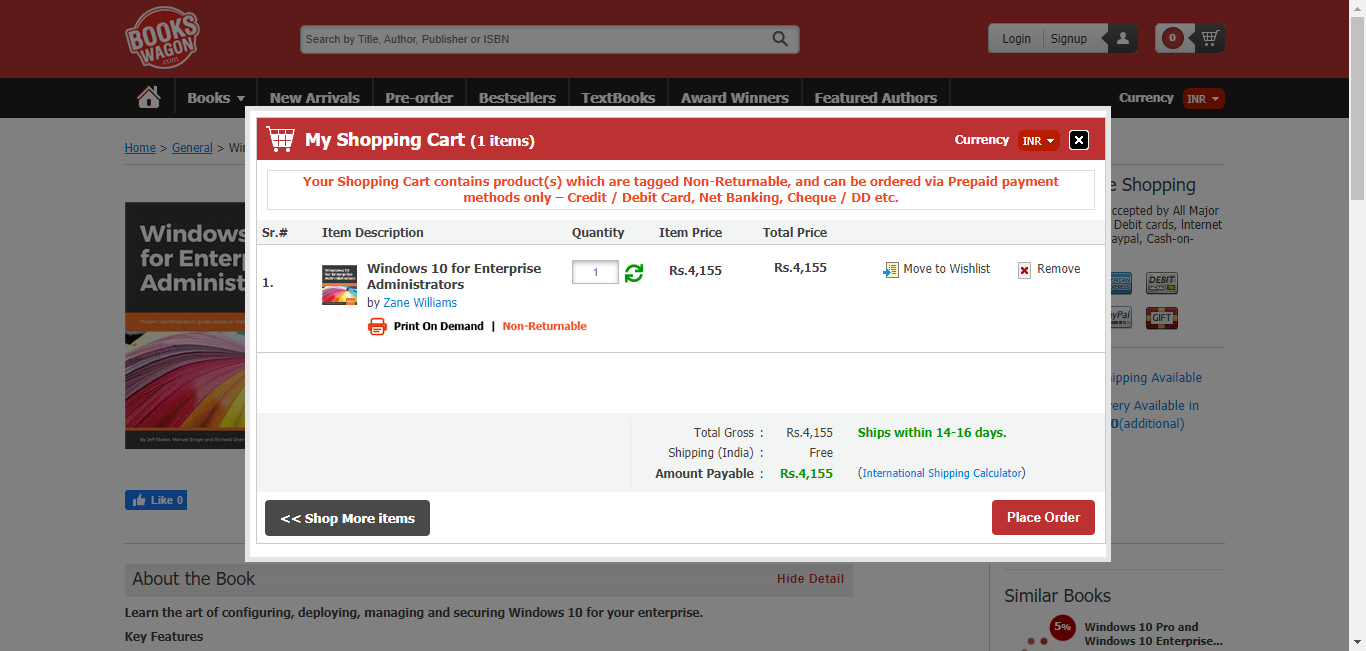 BOOKS
WAGON
.com
Search by Title, Author, Publisher or ISBN
Login
Signup
0
Books
New Arrivals
Pre-order
Bestsellers
TextBooks
Award Winners
Featured Authors
Currency
INR
Home > General > Win
My Shopping Cart (1 items)
Currency
INR
Your Shopping Cart contains product(s) which are tagged Non-Returnable, and can be ordered via Prepaid payment
methods only – Credit / Debit Card, Net Banking, Cheque / DD etc.
Sr.# Item Description Quantity Item Price Total Price
1.
Windows 10 for Enterprise
Administrators
by Zane Williams
Print On Demand | Non-Returnable
1
Rs.4,155
Rs.4,155
Move to Wishlist
Remove
Total Gross : Rs.4,155
Ships within 14-16 days.
Shipping (India) : Free
Amount Payable : Rs.4,155
(International Shipping Calculator)
<< Shop More items
Place Order
Windows
for Enterp
Administ
e Shopping
ccepted by All Major
Debit cards, Internet
aypal, Cash-on-
DEBIT
PayPal
GIFT
ipping Available
ery Available in
0(additional)
Like 0
About the Book
Hide Detail
Learn the art of configuring, deploying, managing and securing Windows 10 for your enterprise.
Key Features
Similar Books
5%
Windows 10 Pro and
Windows 10 Enterprise...